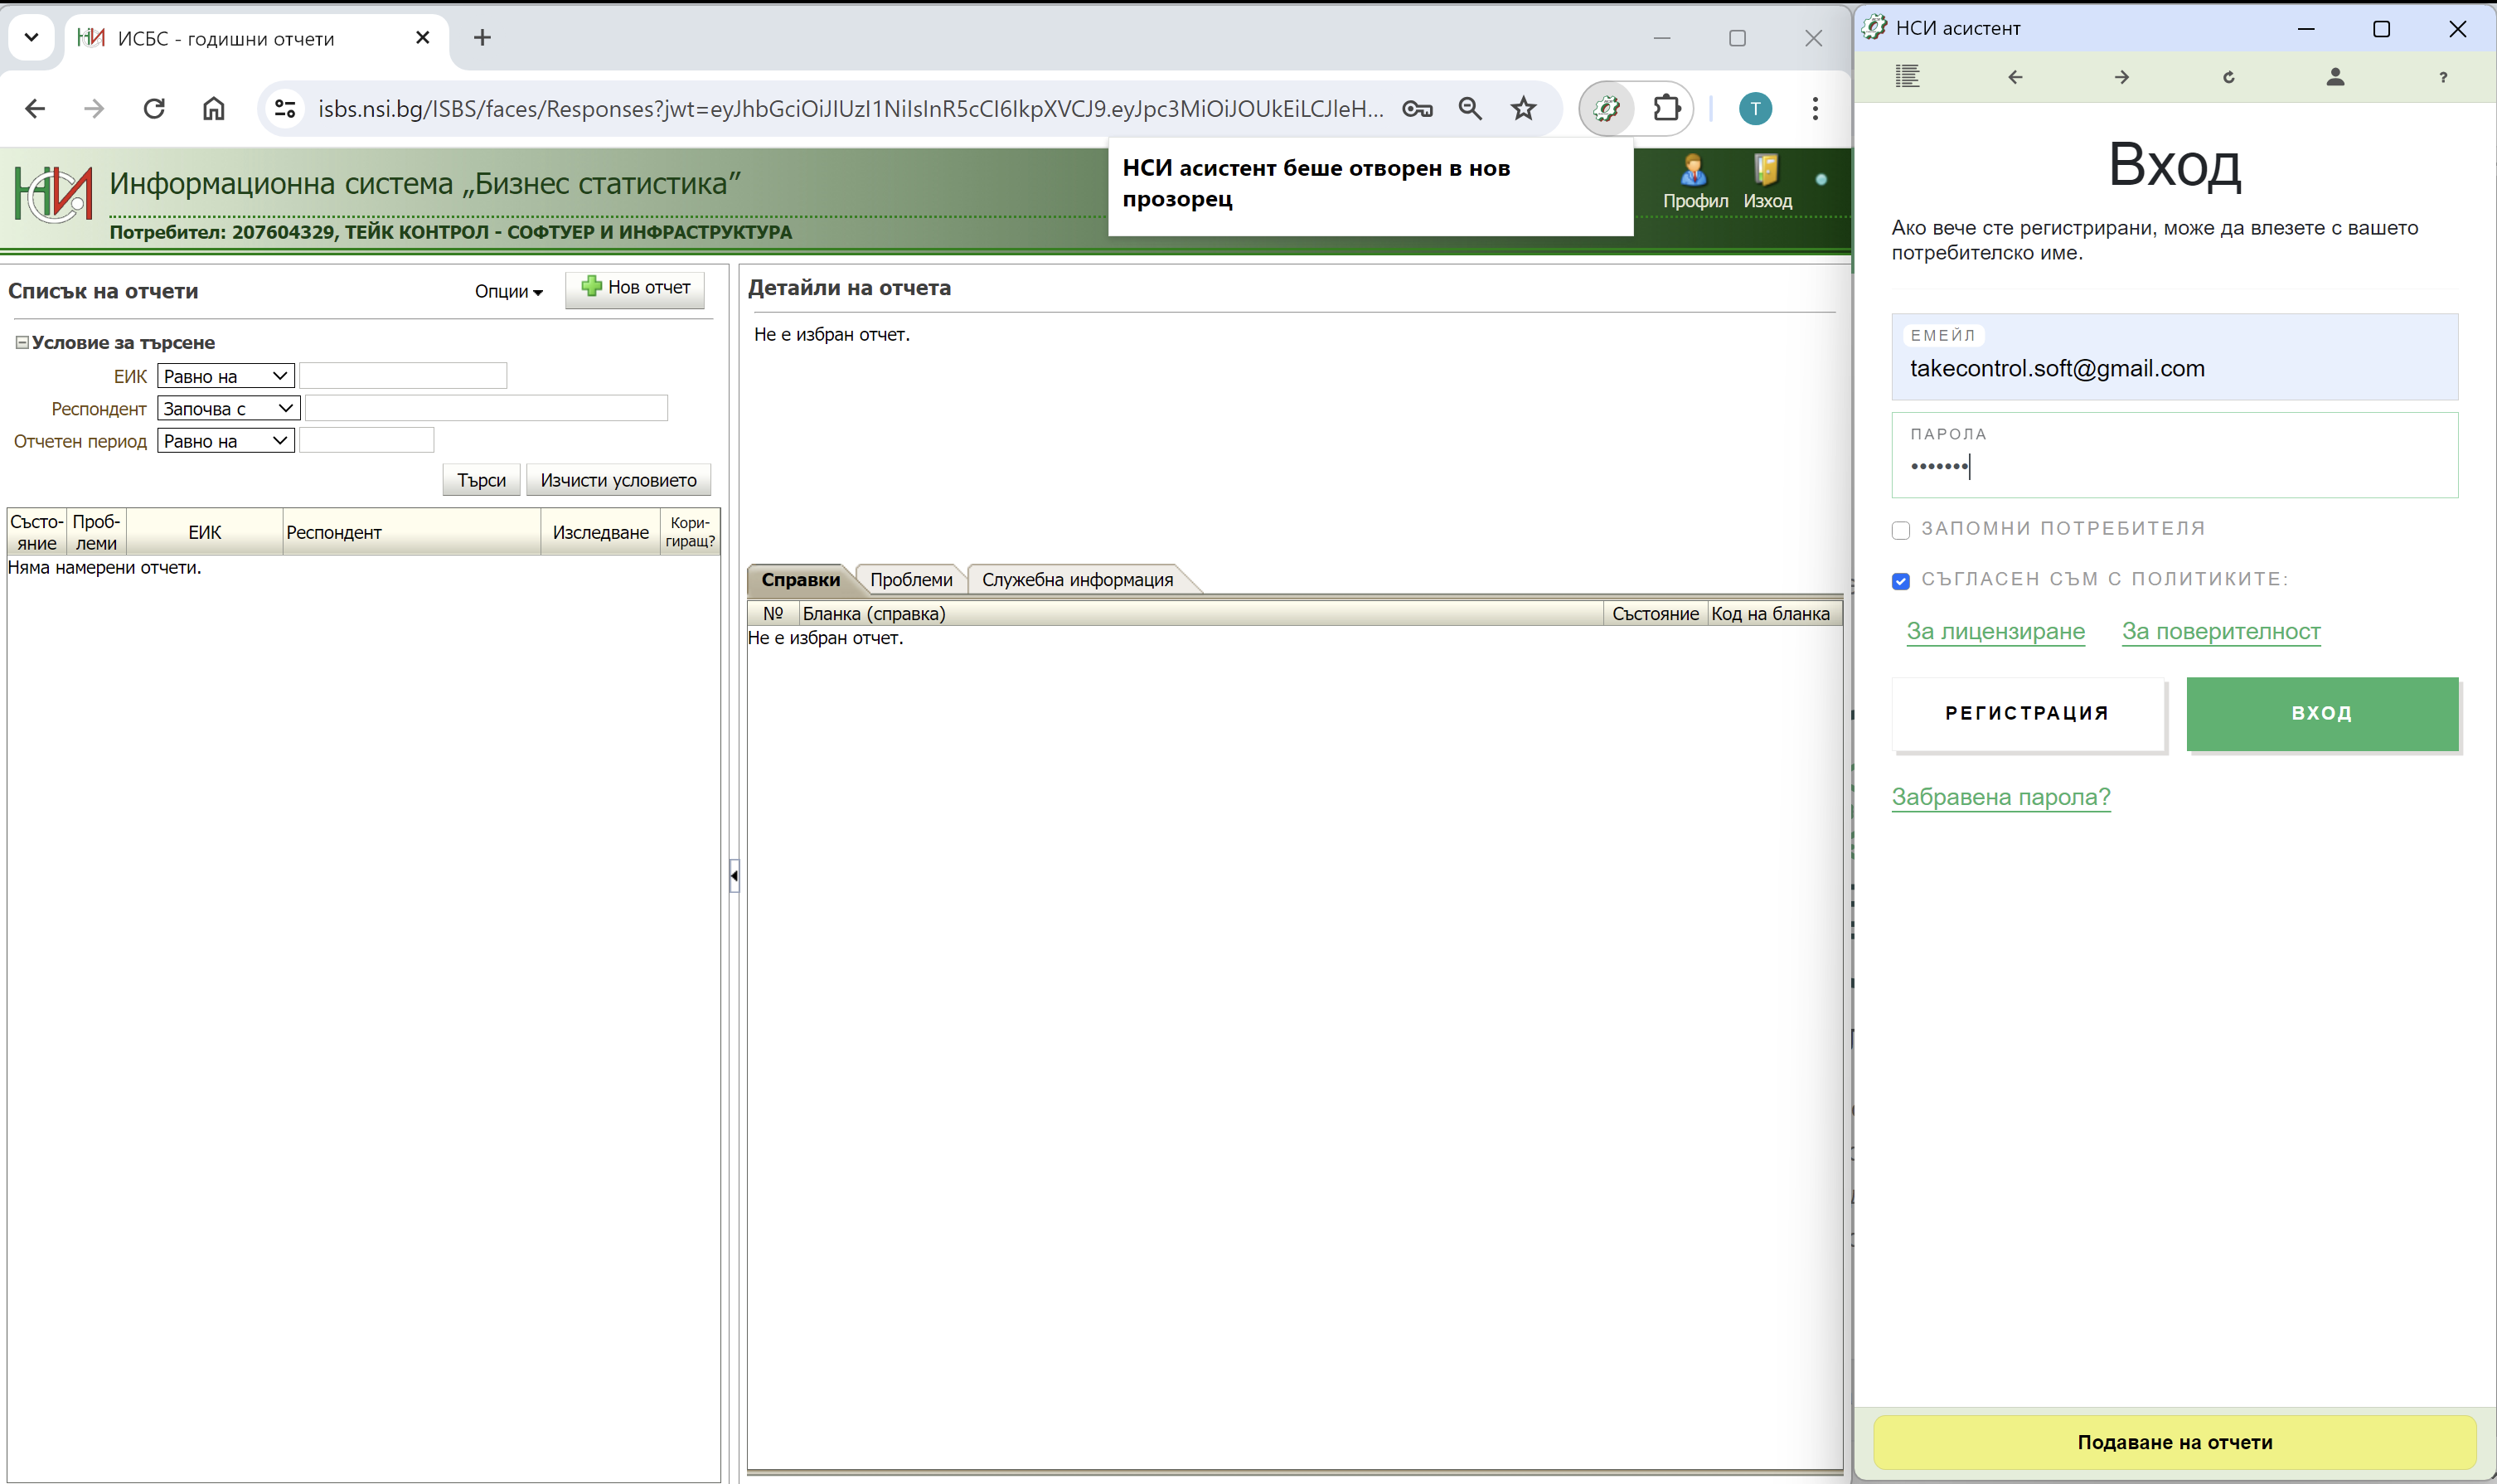 ИСБС - годишни отчети
isbs.nsi.bg/ISBS/faces/Responses?jwt=eyJhbGciOiJIUzI1NiIsInR5cCI6IkpXVCJ9.eyJpc3MiOiJOUkEiLCJleH...
T
НСИ асистент беше отворен в нов
прозорец
НСИ
Информационна система „Бизнес статистика”
Потребител: 207604329, ТЕЙК КОНТРОЛ - СОФТУЕР И ИНФРАСТРУКТУРА
Профил
Изход
Списък на отчети
Опции
Нов отчет
Условие за търсене
ЕИК Равно на
Респондент Започва с
Отчетен период Равно на
Търси
Изчисти условието
Състо-
яние
Проб-
леми
ЕИК
Респондент
Изследване
Кори-
гиращ?
Няма намерени отчети.
Детайли на отчета
Не е избран отчет.
Справки
Проблеми
Служебна информация
№
Бланка (справка)
Състояние
Код на бланка
Не е избран отчет.
НСИ асистент
?
Вход
Ако вече сте регистрирани, може да влезете с вашето
потребителско име.
ЕМЕЙЛ
takecontrol.soft@gmail.com
ПАРОЛА
•••••••
ЗАПОМНИ ПОТРЕБИТЕЛЯ
СЪГЛАСЕН СЪМ С ПОЛИТИКИТЕ:
За лицензиране
За поверителност
РЕГИСТРАЦИЯ
ВХОД
Забравена парола?
Подаване на отчети